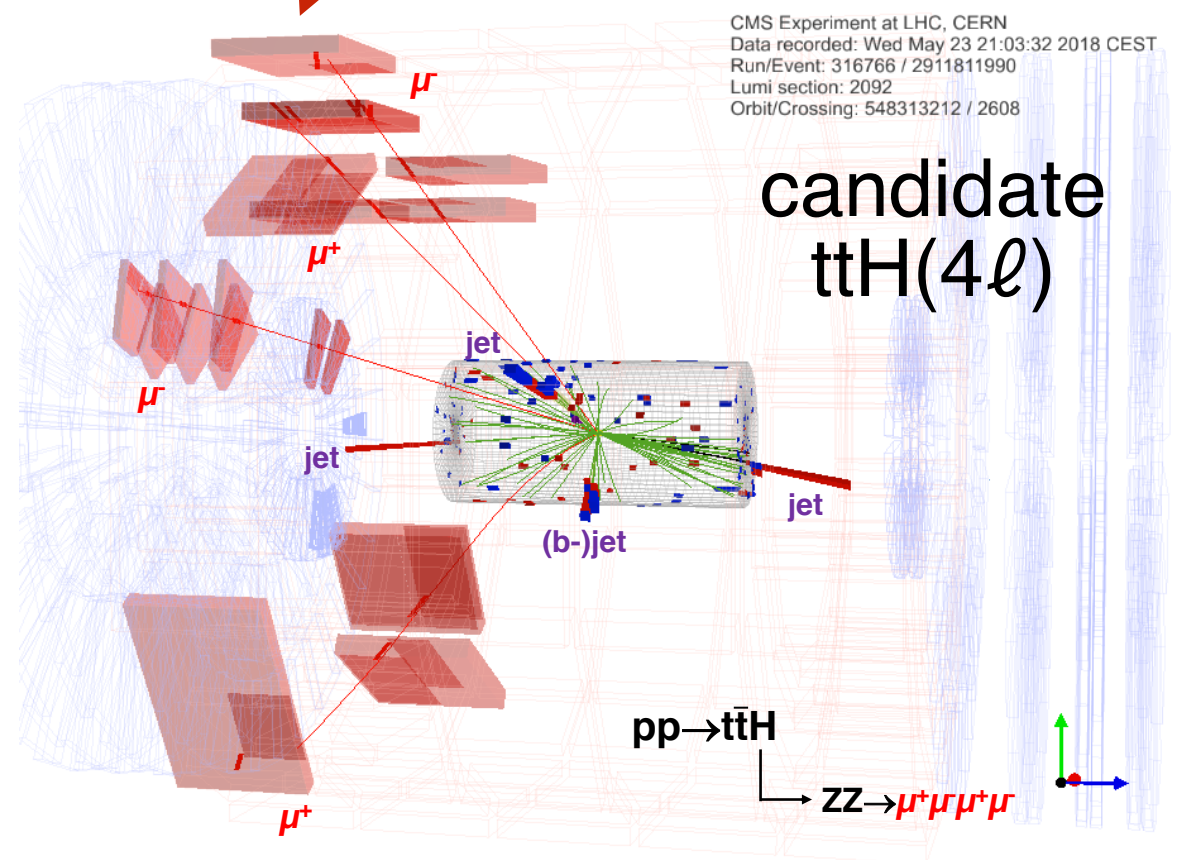 CMS Experiment at LHC, CERN
Data recorded: Wed May 23 21:03:32 2018 CEST
Run/Event: 316766 / 2911811990
Lumi section: 2092
Orbit/Crossing: 548313212 / 2608
μ-
candidate
ttH(4ℓ)
μ+
jet
μ-
jet
jet
(b-)jet
pp→tt̄H
ZZ→μ+μ-μ+μ-
μ+